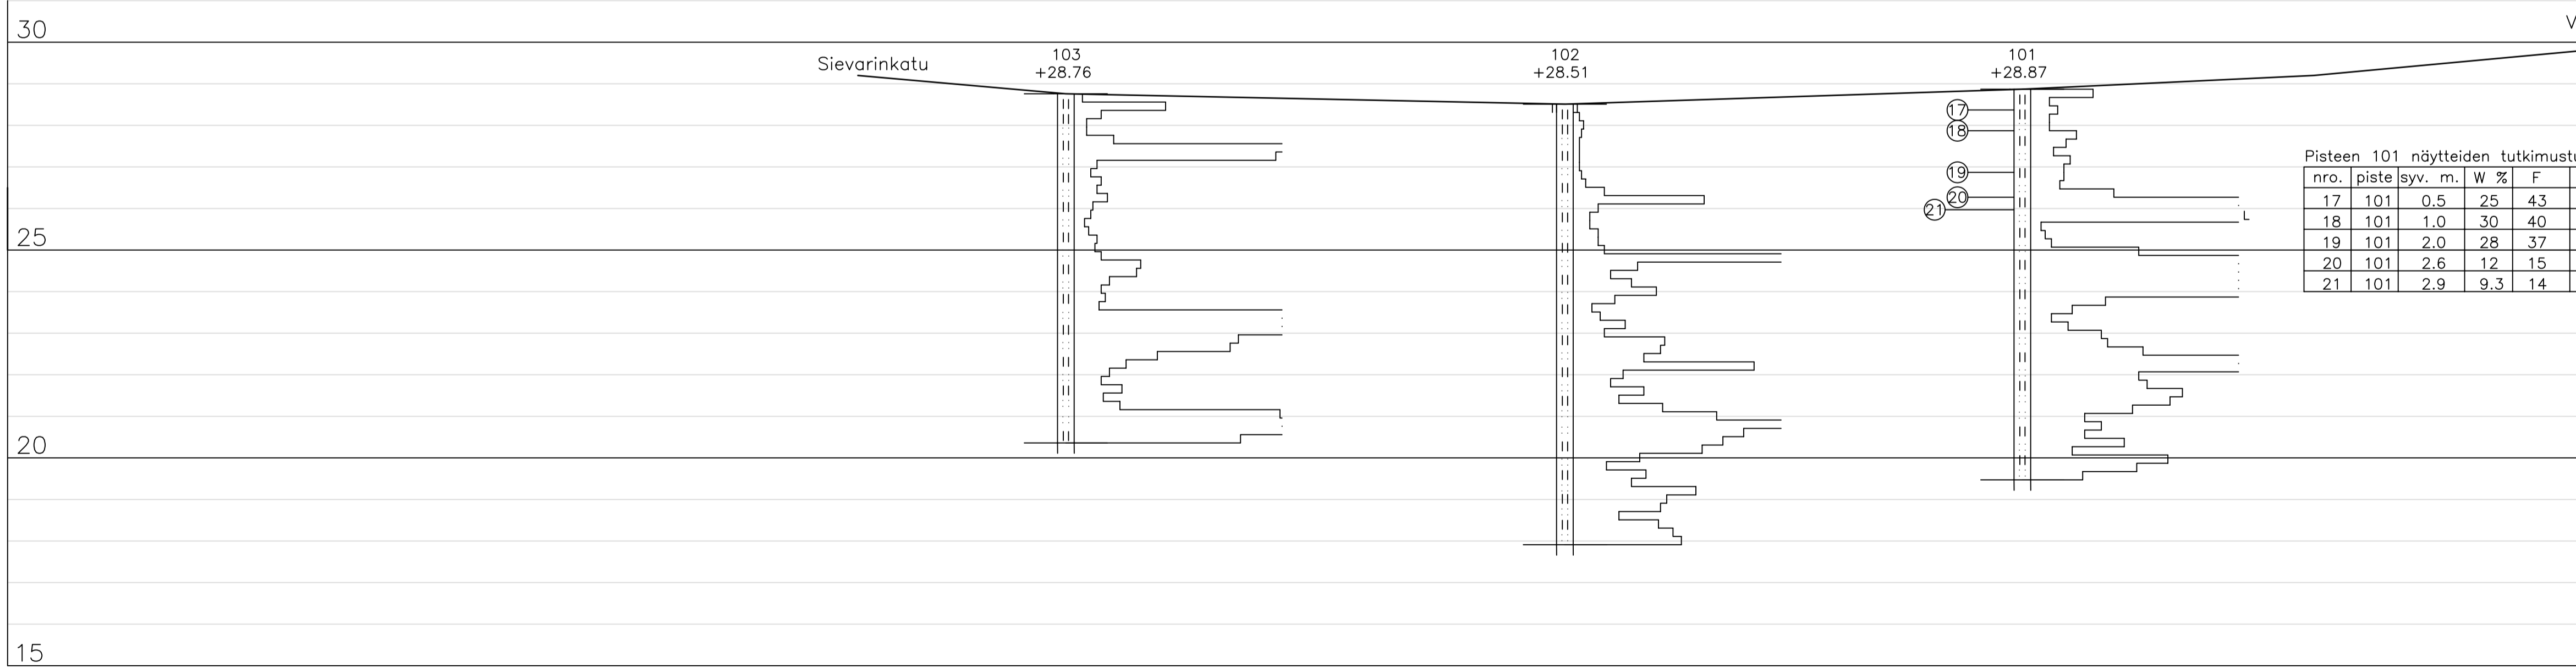 30
V
Sievarinkatu
103
+28.76
102
+28.51
101
+28.87
17
18
19
20
21
Pisteen 101 näytteiden
nro. piste syv. m. W % F
17 101 0.5 25 43
18 101 1.0 30 40
19 101 2.0 28 37
20 101 2.6 12 15
21 101 2.9 9.3 14
L
25
20
15